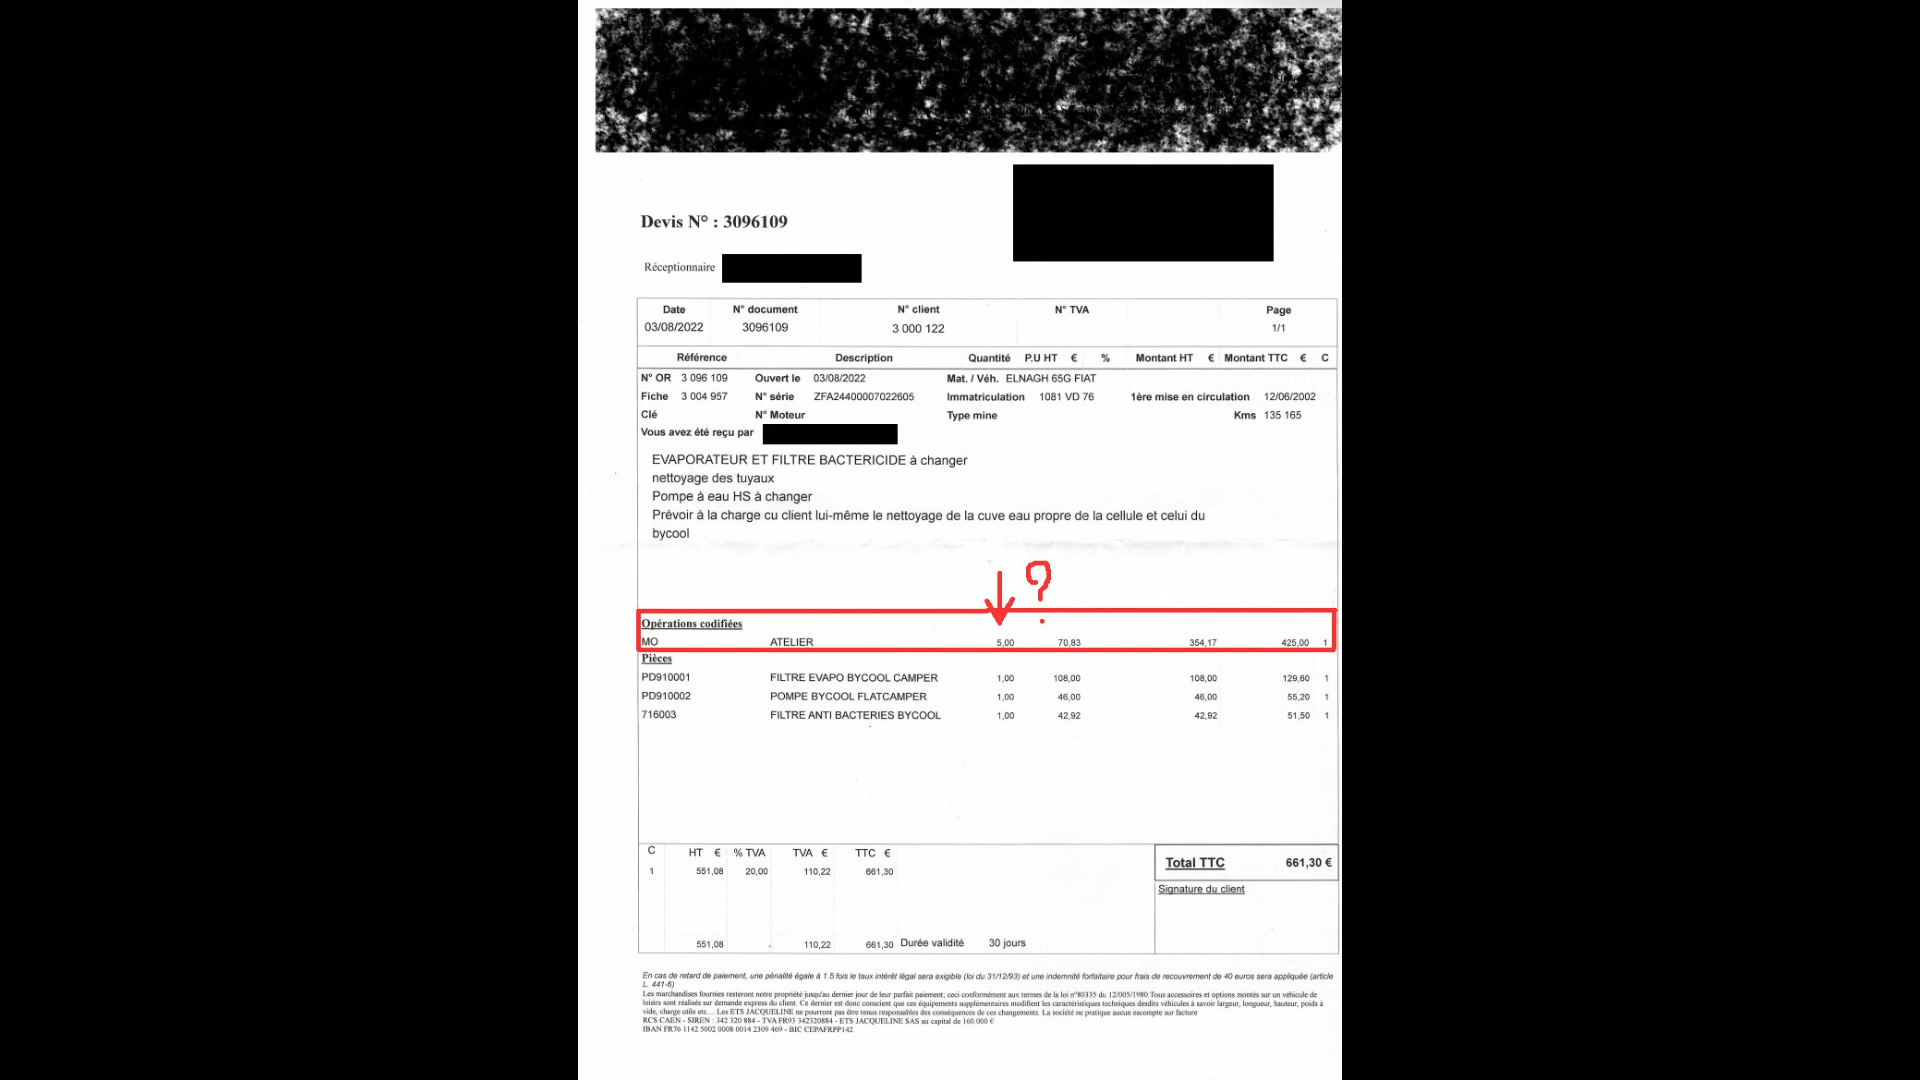 Devis N° : 3096109
Réceptionnaire
Date N° document N° client N° TVA Page
03/08/2022 3096109 3 000 122 1/1
Référence Description Quantité P.U HT € % Montant HT € Montant TTC € C
N° OR 3 096 109 Ouvert le 03/08/2022 Mat. / Véh. ELNAGH 65G FIAT
Fiche 3 004 957 N° série ZFA24400007022605 Immatriculation 1081 VD 76 1ère mise en circulation 12/06/2002
Clé N° Moteur Type mine Kms 135 165
Vous avez été reçu par
EVAPORATEUR ET FILTRE BACTERICIDE à changer
nettoyage des tuyaux
Pompe à eau HS à changer
Prévoir à la charge cu client lui-même le nettoyage de la cuve eau propre de la cellule et celui du
bycool
?
Opérations codifiées
MO ATELIER 5,00 70,83 354,17 425,00 1
Pièces
PD910001 FILTRE EVAPO BYCOOL CAMPER 1,00 108,00 108,00 129,60 1
PD910002 POMPE BYCOOL FLATCAMPER 1,00 46,00 46,00 55,20 1
716003 FILTRE ANTI BACTERIES BYCOOL 1,00 42,92 42,92 51,50 1
C HT € % TVA TVA € TTC €
1 551,08 20,00 110,22 661,30
Total TTC 661,30 €
Signature du client
551,08 110,22 661,30 Durée validité 30 jours
En cas de retard de paiement, une pénalité égale à 1.5 fois le taux intérêt légal sera exigible (loi du 31/12/93) et une indemnité forfaitaire pour frais de recouvrement de 40 euros sera appliquée (article
L. 441-6)
Les marchandises fournies resteront notre propriété jusqu'au dernier jour de leur parfait paiement; ceci conformément aux termes de la loi n°80335 du 12/005/1980.Tous accessoires et options montés sur un véhicule de
loisirs sont réalisés sur demande express du client. Ce dernier est donc conscient que ces équipements supplémentaires modifient les caractéristiques techniques desdits véhicules à savoir largeur, longueur, hauteur, poids à
vide, charge utile etc.... Les ETS JACQUELINE ne pourront pas être tenus responsables des conséquences de ces changements. La société ne pratique aucun escompte sur facture
RCS CAEN - SIREN : 342 320 884 - TVA FR93 342320884 - ETS JACQUELINE SAS au capital de 160.000 €
IBAN FR76 1142 5002 0008 0014 2309 469 - BIC CEPAFRPP142